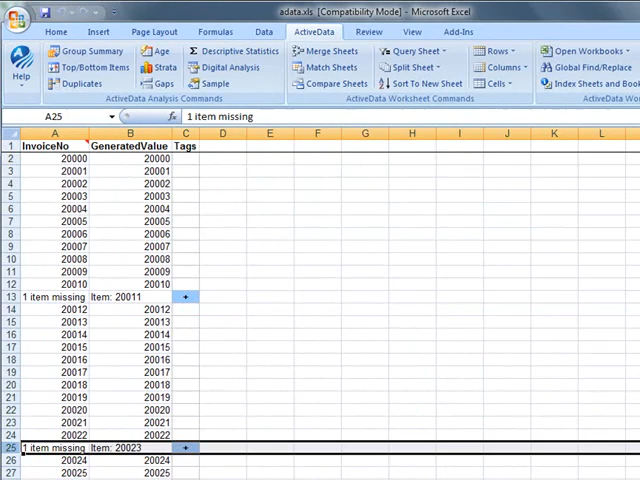 adata.xls [Compatibility Mode] - Microsoft Excel
Home Insert Page Layout Formulas Data ActiveData Review View Add-Ins
Help
Group Summary Age Descriptive Statistics
Top/Bottom Items Strata Digital Analysis
Duplicates Gaps Sample
ActiveData Analysis Commands
Merge Sheets Query Sheet Rows
Match Sheets Split Sheet Columns
Compare Sheets Sort To New Sheet Cells
ActiveData Worksheet Commands
Open Workbooks
Global Find/Replace
Index Sheets and Book
ActiveData Wo
A25 fx 1 item missing
A B C D E F G H I J K L
1 InvoiceNo GeneratedValue Tags
2 20000 20000
3 20001 20001
4 20002 20002
5 20003 20003
6 20004 20004
7 20005 20005
8 20006 20006
9 20007 20007
10 20008 20008
11 20009 20009
12 20010 20010
13 1 item missing Item: 20011 +
14 20012 20012
15 20013 20013
16 20014 20014
17 20015 20015
18 20016 20016
19 20017 20017
20 20018 20018
21 20019 20019
22 20020 20020
23 20021 20021
24 20022 20022
25 1 item missing Item: 20023 +
26 20024 20024
27 20025 20025